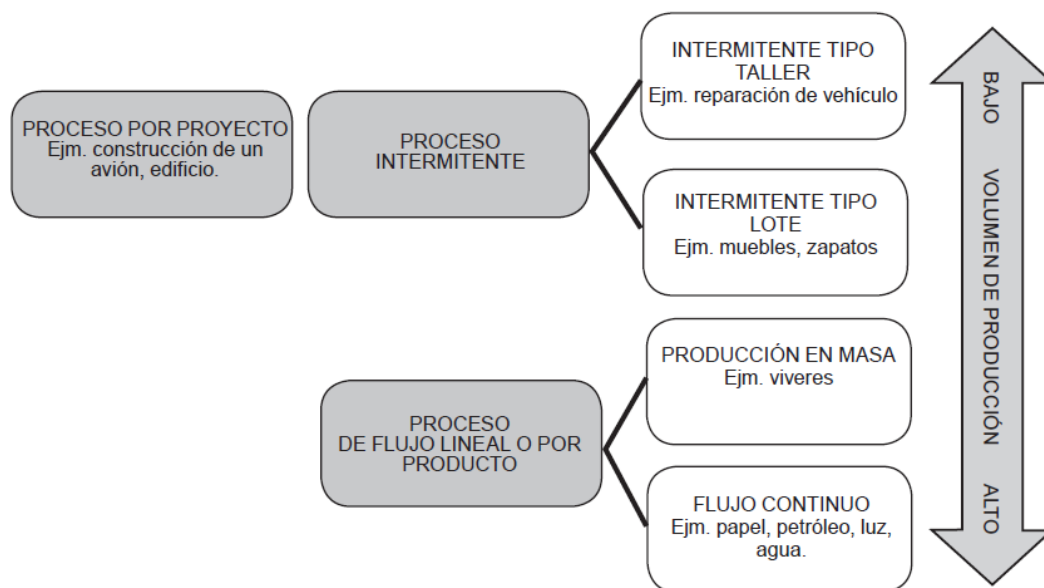 PROCESO POR PROYECTO
Ejm. construcción de un
avión, edificio.
PROCESO
INTERMITENTE
INTERMITENTE TIPO
TALLER
Ejm. reparación de vehículo
INTERMITENTE TIPO
LOTE
Ejm. muebles, zapatos
PROCESO
DE FLUJO LINEAL O POR
PRODUCTO
PRODUCCIÓN EN MASA
Ejm. viveres
FLUJO CONTINUO
Ejm. papel, petróleo, luz,
agua.
BAJO VOLUMEN DE PRODUCCIÓN ALTO